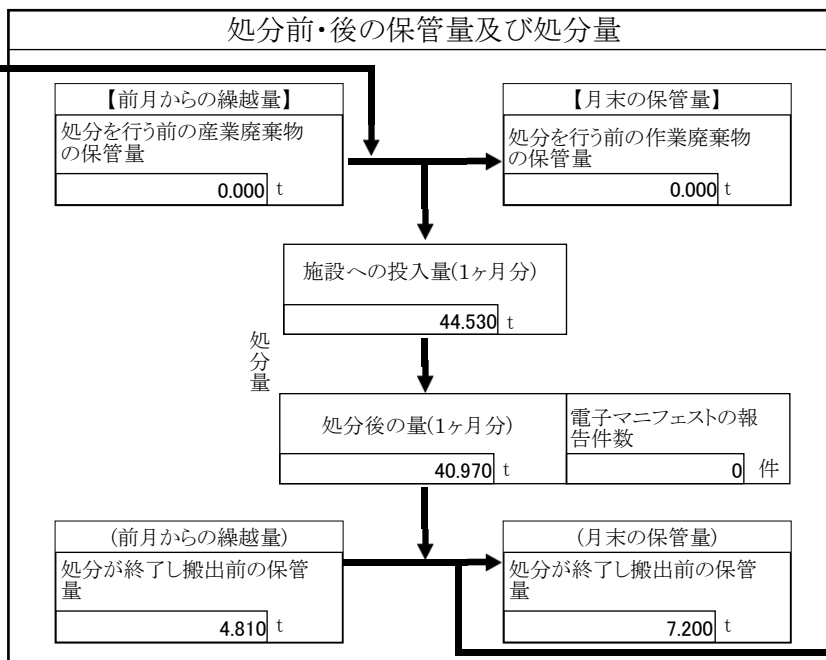 処分前・後の保管量及び処分量
【前月からの繰越量】
処分を行う前の産業廃棄物
の保管量
0.000 t
【月末の保管量】
処分を行う前の作業廃棄物
の保管量
0.000 t
施設への投入量(1ヶ月分)
44.530 t
処分量
処分後の量(1ヶ月分)
40.970 t
電子マニフェストの報
告件数
0 件
(前月からの繰越量)
処分が終了し搬出前の保管
量
4.810 t
(月末の保管量)
処分が終了し搬出前の保管
量
7.200 t